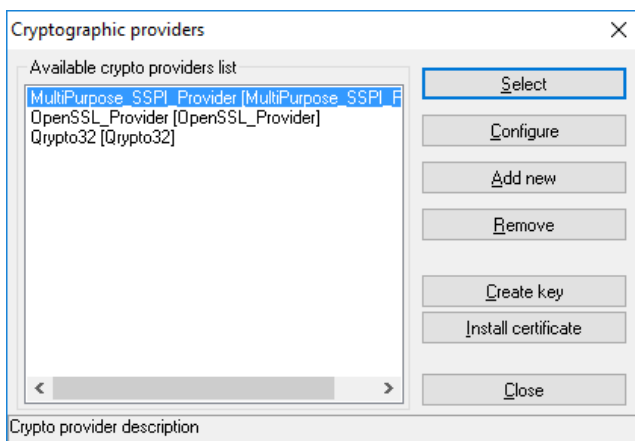 Cryptographic providers
Available crypto providers list
MultiPurpose_SSPI_Provider [MultiPurpose_SSPI_F
OpenSSL_Provider [OpenSSL_Provider]
Qrypto32 [Qrypto32]
Select
Configure
Add new
Remove
Create key
Install certificate
Close
Crypto provider description